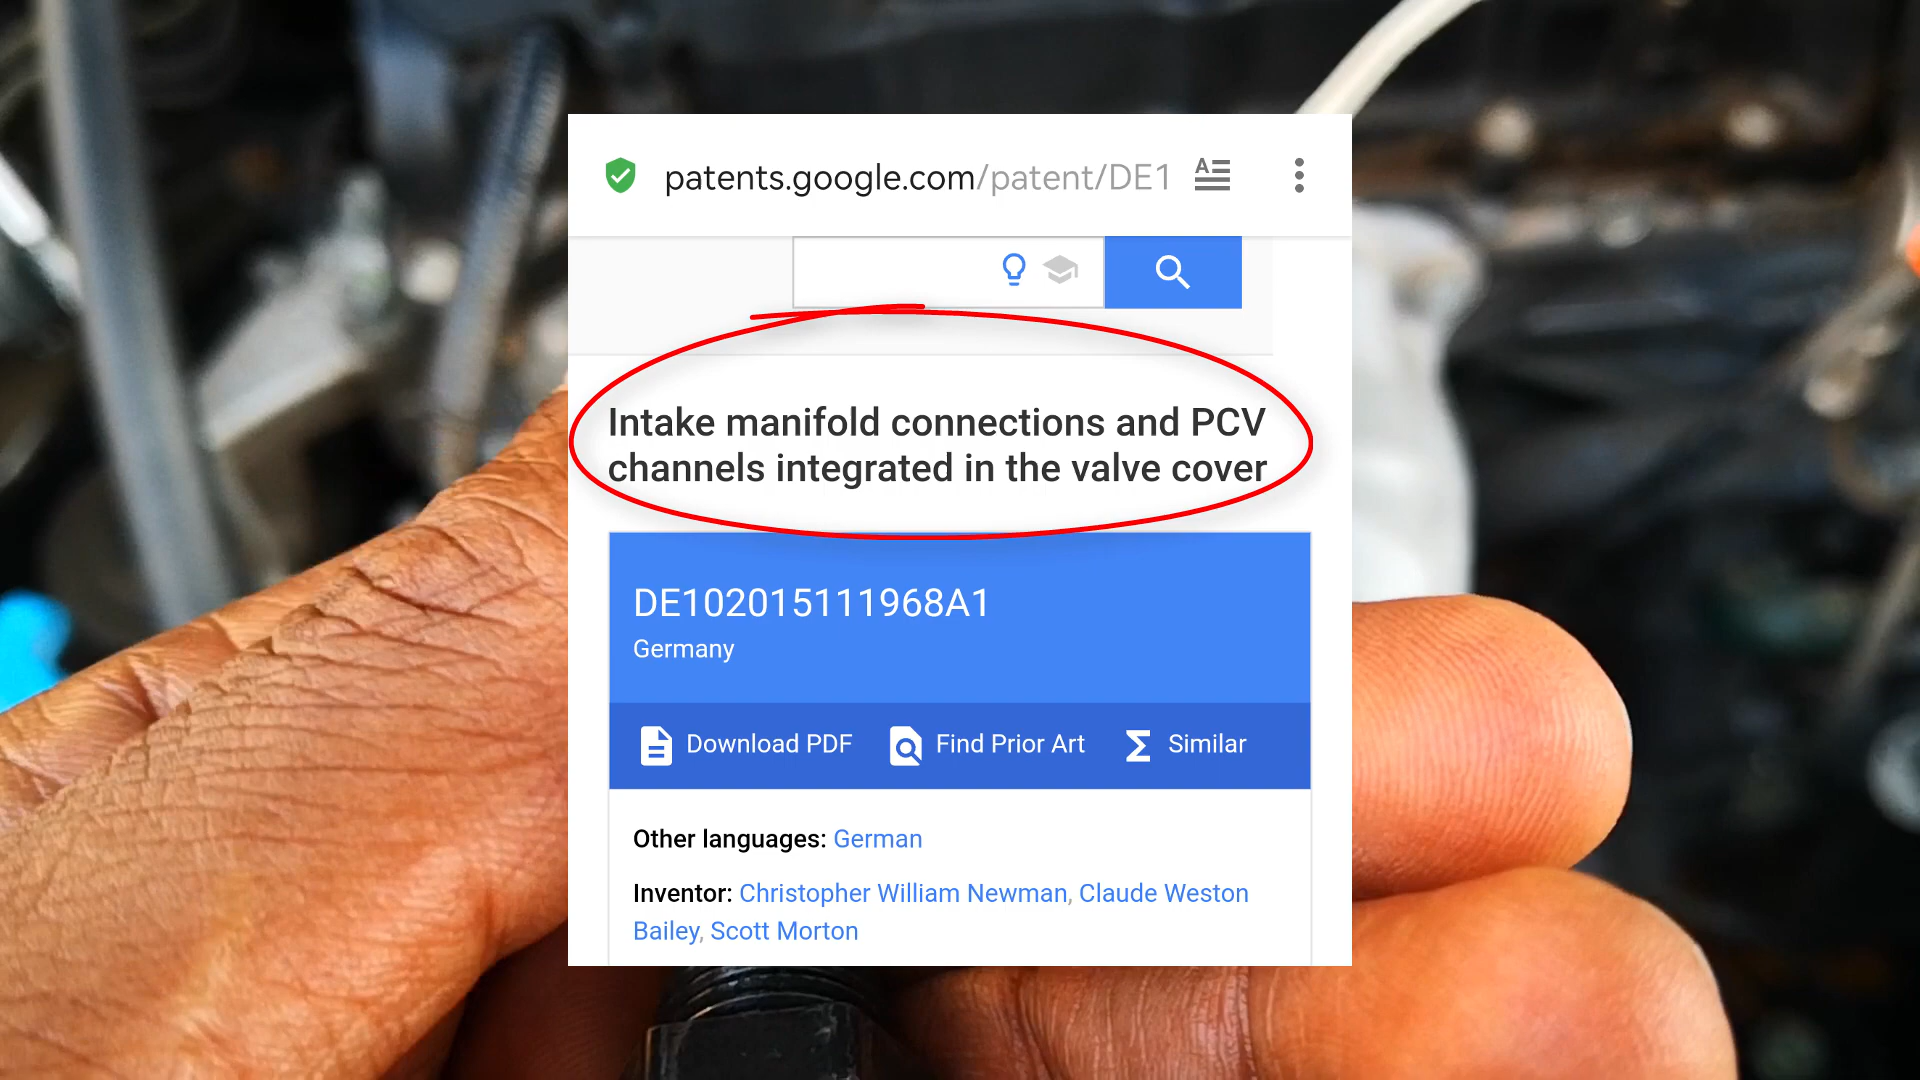 patents.google.com/patent/DE1
Intake manifold connections and PCV
channels integrated in the valve cover
DE102015111968A1
Germany
Download PDF Find Prior Art Similar
Other languages: German
Inventor: Christopher William Newman, Claude Weston
Bailey, Scott Morton